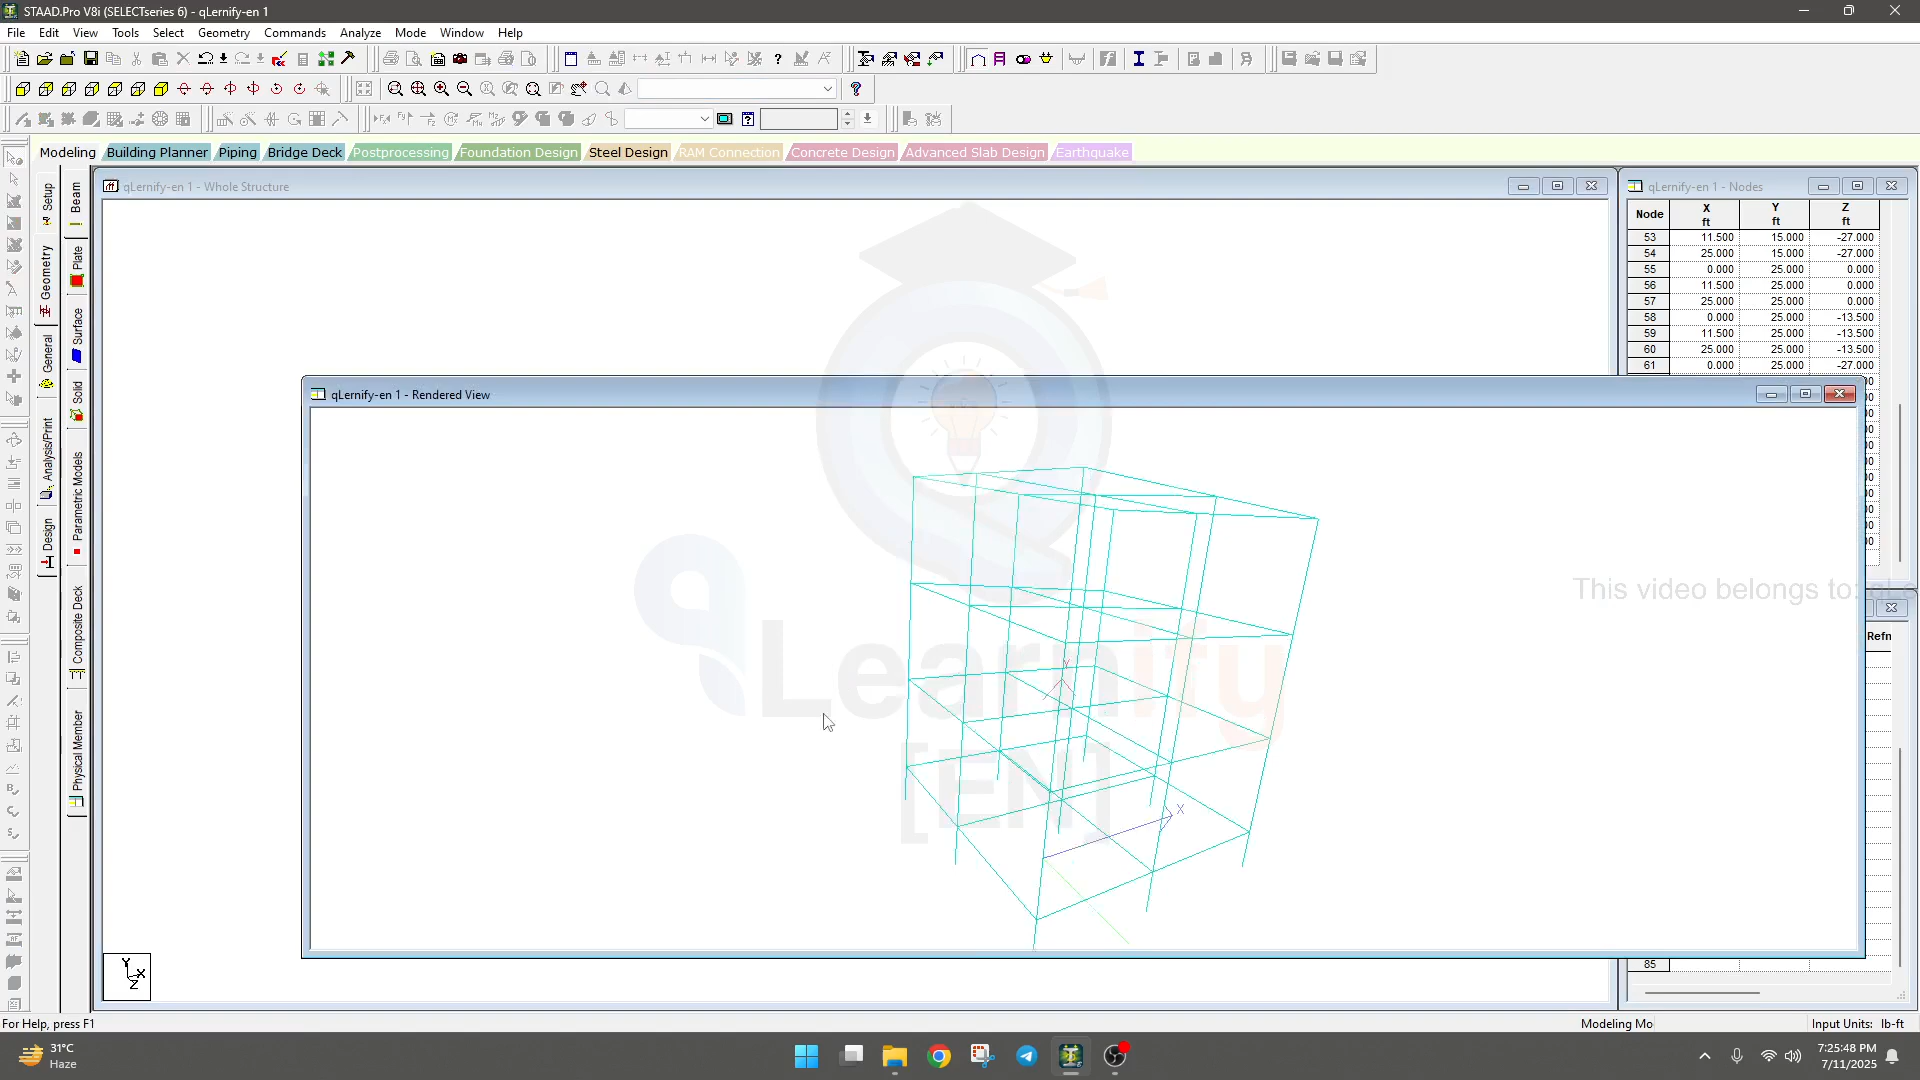 STAAD.Pro V8i (SELECTseries 6) - qLernify-en 1
File Edit View Tools Select Geometry Commands Analyze Mode Window Help
Modeling Building Planner Piping Bridge Deck Postprocessing Foundation Design Steel Design RAM Connection Concrete Design Advanced Slab Design Earthquake
Setup
Geometry
General
Analysis/Print
Design
Beam
Plate
Surface
Solid
Parametric Models
Composite Deck
Physical Member
qLernify-en 1 - Whole Structure
qLernify-en 1 - Nodes
Node X ft Y ft Z ft
53 11.500 15.000 -27.000
54 25.000 15.000 -27.000
55 0.000 25.000 0.000
56 11.500 25.000 0.000
57 25.000 25.000 0.000
58 0.000 25.000 -13.500
59 11.500 25.000 -13.500
60 25.000 25.000 -13.500
61 0.000 25.000 -27.000
qLernify-en 1 - Rendered View
Y
X
Learnify
[EN]
This video belongs to: qLe
Refn
85
Y
X
Z
For Help, press F1
Modeling Mo
Input Units: lb-ft
31°C
Haze
7:25:48 PM
7/11/2025